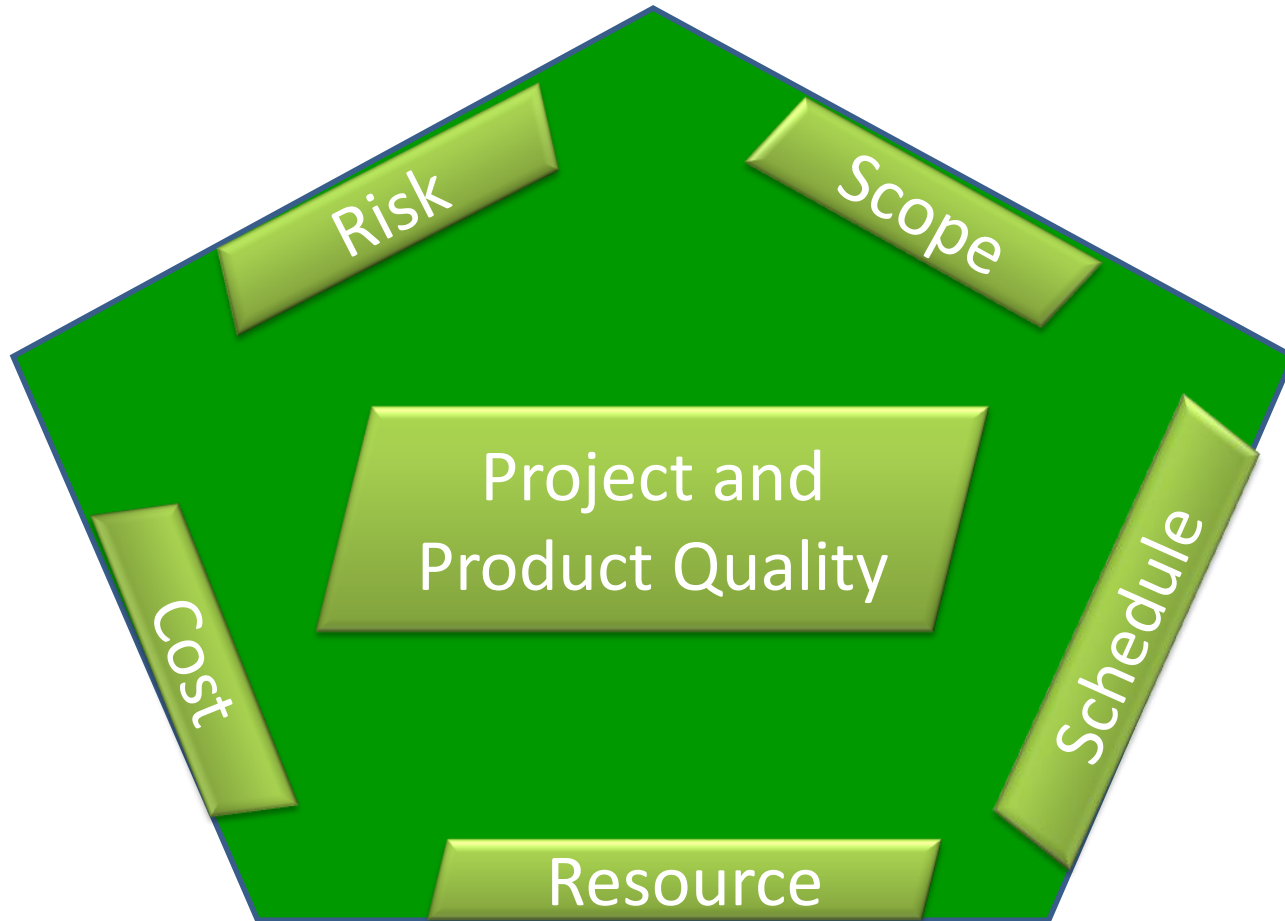 Risk
Scope
Project and
Product Quality
Cost
Schedule
Resource